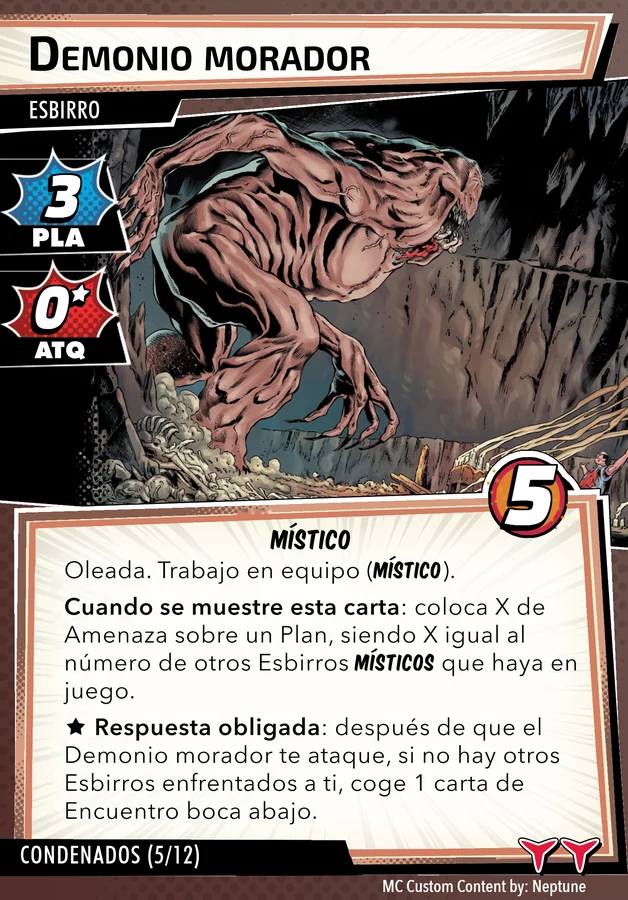 Demonio morador
ESBIRRO
3
PLA
0★
ATQ
5
MÍSTICO
Oleada. Trabajo en equipo (MÍSTICO).
Cuando se muestre esta carta: coloca X de
Amenaza sobre un Plan, siendo X igual al
número de otros Esbirros MÍSTICOS que haya en
juego.
★ Respuesta obligada: después de que el
Demonio morador te ataque, si no hay otros
Esbirros enfrentados a ti, coge 1 carta de
Encuentro boca abajo.
CONDENADOS (5/12)
MC Custom Content by: Neptune